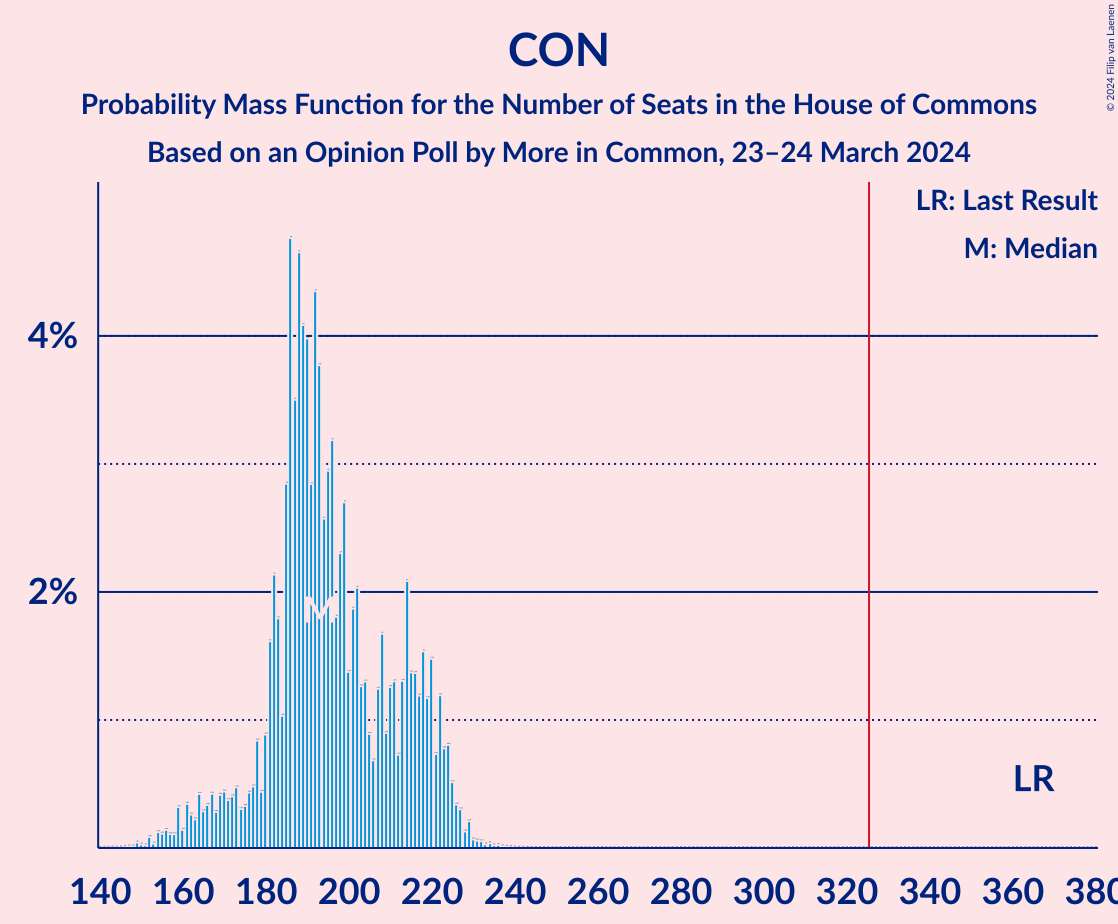 CON
Probability Mass Function for the Number of Seats in the House of Commons
Based on an Opinion Poll by More in Common, 23–24 March 2024
© 2024 Filip van Laenen
LR: Last Result
M: Median
4%
2%
M
LR
140 160 180 200 220 240 260 280 300 320 340 360 380